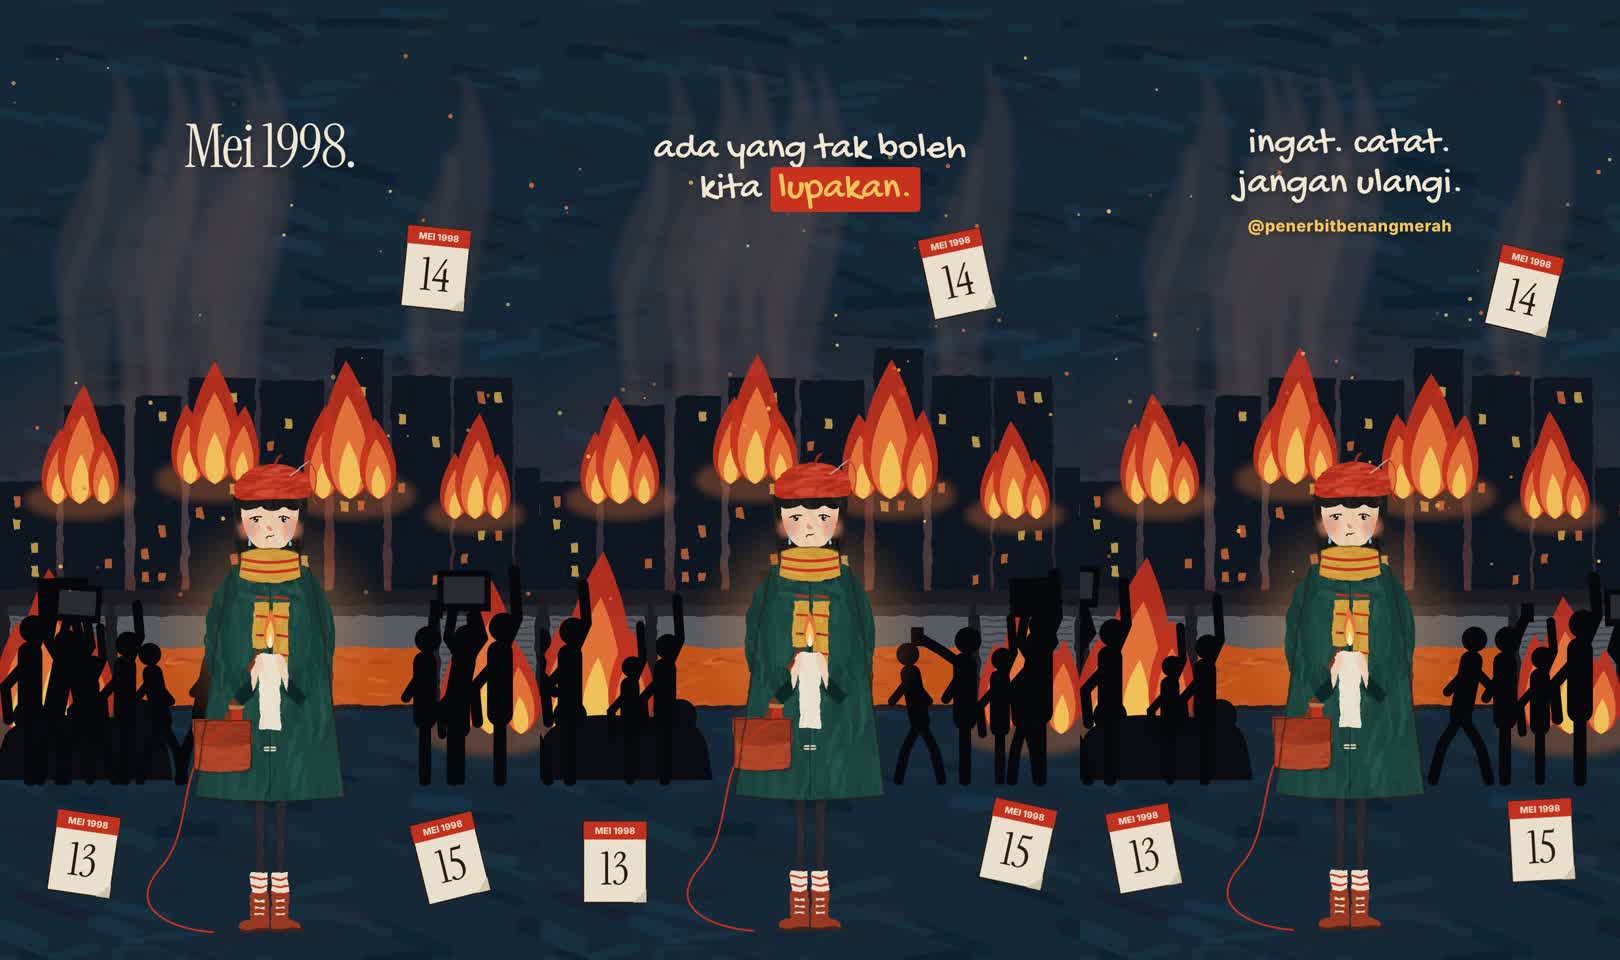 Mei 1998.
MEI 1998
14
MEI 1998
13
MEI 1998
15
ada yang tak boleh
kita lupakan.
MEI 1998
14
MEI 1998
13
MEI 1998
15
ingat. catat.
jangan ulangi.
@penerbitbenangmerah
MEI 1998
14
MEI 1998
13
MEI 1998
15